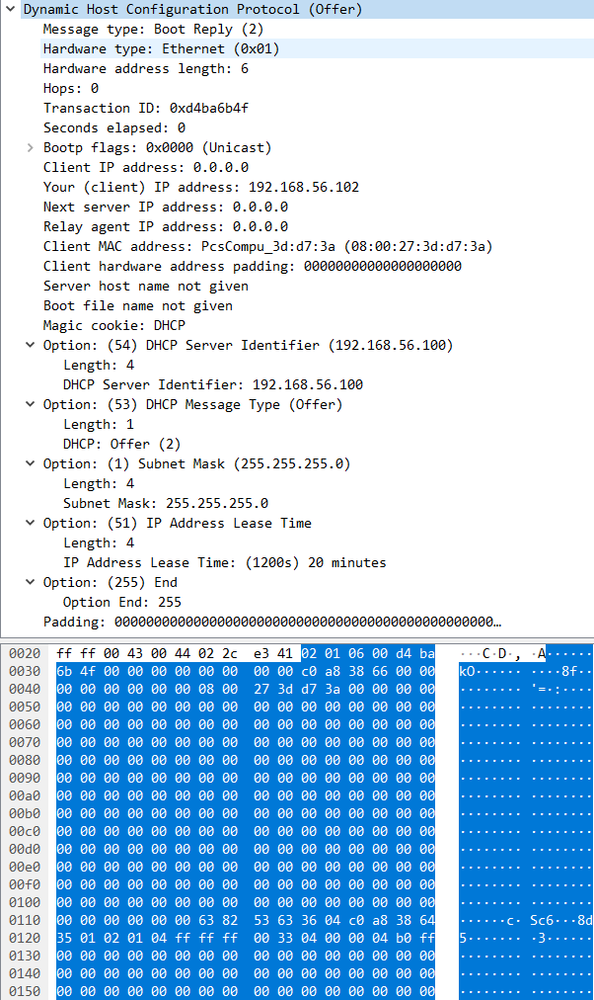 Dynamic Host Configuration Protocol (Offer)
Message type: Boot Reply (2)
Hardware type: Ethernet (0x01)
Hardware address length: 6
Hops: 0
Transaction ID: 0xd4ba6b4f
Seconds elapsed: 0
Bootp flags: 0x0000 (Unicast)
Client IP address: 0.0.0.0
Your (client) IP address: 192.168.56.102
Next server IP address: 0.0.0.0
Relay agent IP address: 0.0.0.0
Client MAC address: PcsCompu_3d:d7:3a (08:00:27:3d:d7:3a)
Client hardware address padding: 00000000000000000000
Server host name not given
Boot file name not given
Magic cookie: DHCP
Option: (54) DHCP Server Identifier (192.168.56.100)
Length: 4
DHCP Server Identifier: 192.168.56.100
Option: (53) DHCP Message Type (Offer)
Length: 1
DHCP: Offer (2)
Option: (1) Subnet Mask (255.255.255.0)
Length: 4
Subnet Mask: 255.255.255.0
Option: (51) IP Address Lease Time
Length: 4
IP Address Lease Time: (1200s) 20 minutes
Option: (255) End
Option End: 255
Padding: 000000000000000000000000000000000000000000000000…
0020 ff ff 00 43 00 44 02 2c e3 41 02 01 06 00 d4 ba ···C·D·, ·A······
0030 6b 4f 00 00 00 00 00 00 00 00 c0 a8 38 66 00 00 kO······ ····8f··
0040 00 00 00 00 00 00 08 00 27 3d d7 3a 00 00 00 00 ········ '=·:····
0050 00 00 00 00 00 00 00 00 00 00 00 00 00 00 00 00 ········ ········
0060 00 00 00 00 00 00 00 00 00 00 00 00 00 00 00 00 ········ ········
0070 00 00 00 00 00 00 00 00 00 00 00 00 00 00 00 00 ········ ········
0080 00 00 00 00 00 00 00 00 00 00 00 00 00 00 00 00 ········ ········
0090 00 00 00 00 00 00 00 00 00 00 00 00 00 00 00 00 ········ ········
00a0 00 00 00 00 00 00 00 00 00 00 00 00 00 00 00 00 ········ ········
00b0 00 00 00 00 00 00 00 00 00 00 00 00 00 00 00 00 ········ ········
00c0 00 00 00 00 00 00 00 00 00 00 00 00 00 00 00 00 ········ ········
00d0 00 00 00 00 00 00 00 00 00 00 00 00 00 00 00 00 ········ ········
00e0 00 00 00 00 00 00 00 00 00 00 00 00 00 00 00 00 ········ ········
00f0 00 00 00 00 00 00 00 00 00 00 00 00 00 00 00 00 ········ ········
0100 00 00 00 00 00 00 00 00 00 00 00 00 00 00 00 00 ········ ········
0110 00 00 00 00 00 00 63 82 53 63 36 04 c0 a8 38 64 ······c· Sc6···8d
0120 35 01 02 01 04 ff ff ff 00 33 04 00 00 04 b0 ff 5······· ·3······
0130 00 00 00 00 00 00 00 00 00 00 00 00 00 00 00 00 ········ ········
0140 00 00 00 00 00 00 00 00 00 00 00 00 00 00 00 00 ········ ········
0150 00 00 00 00 00 00 00 00 00 00 00 00 00 00 00 00 ········ ········